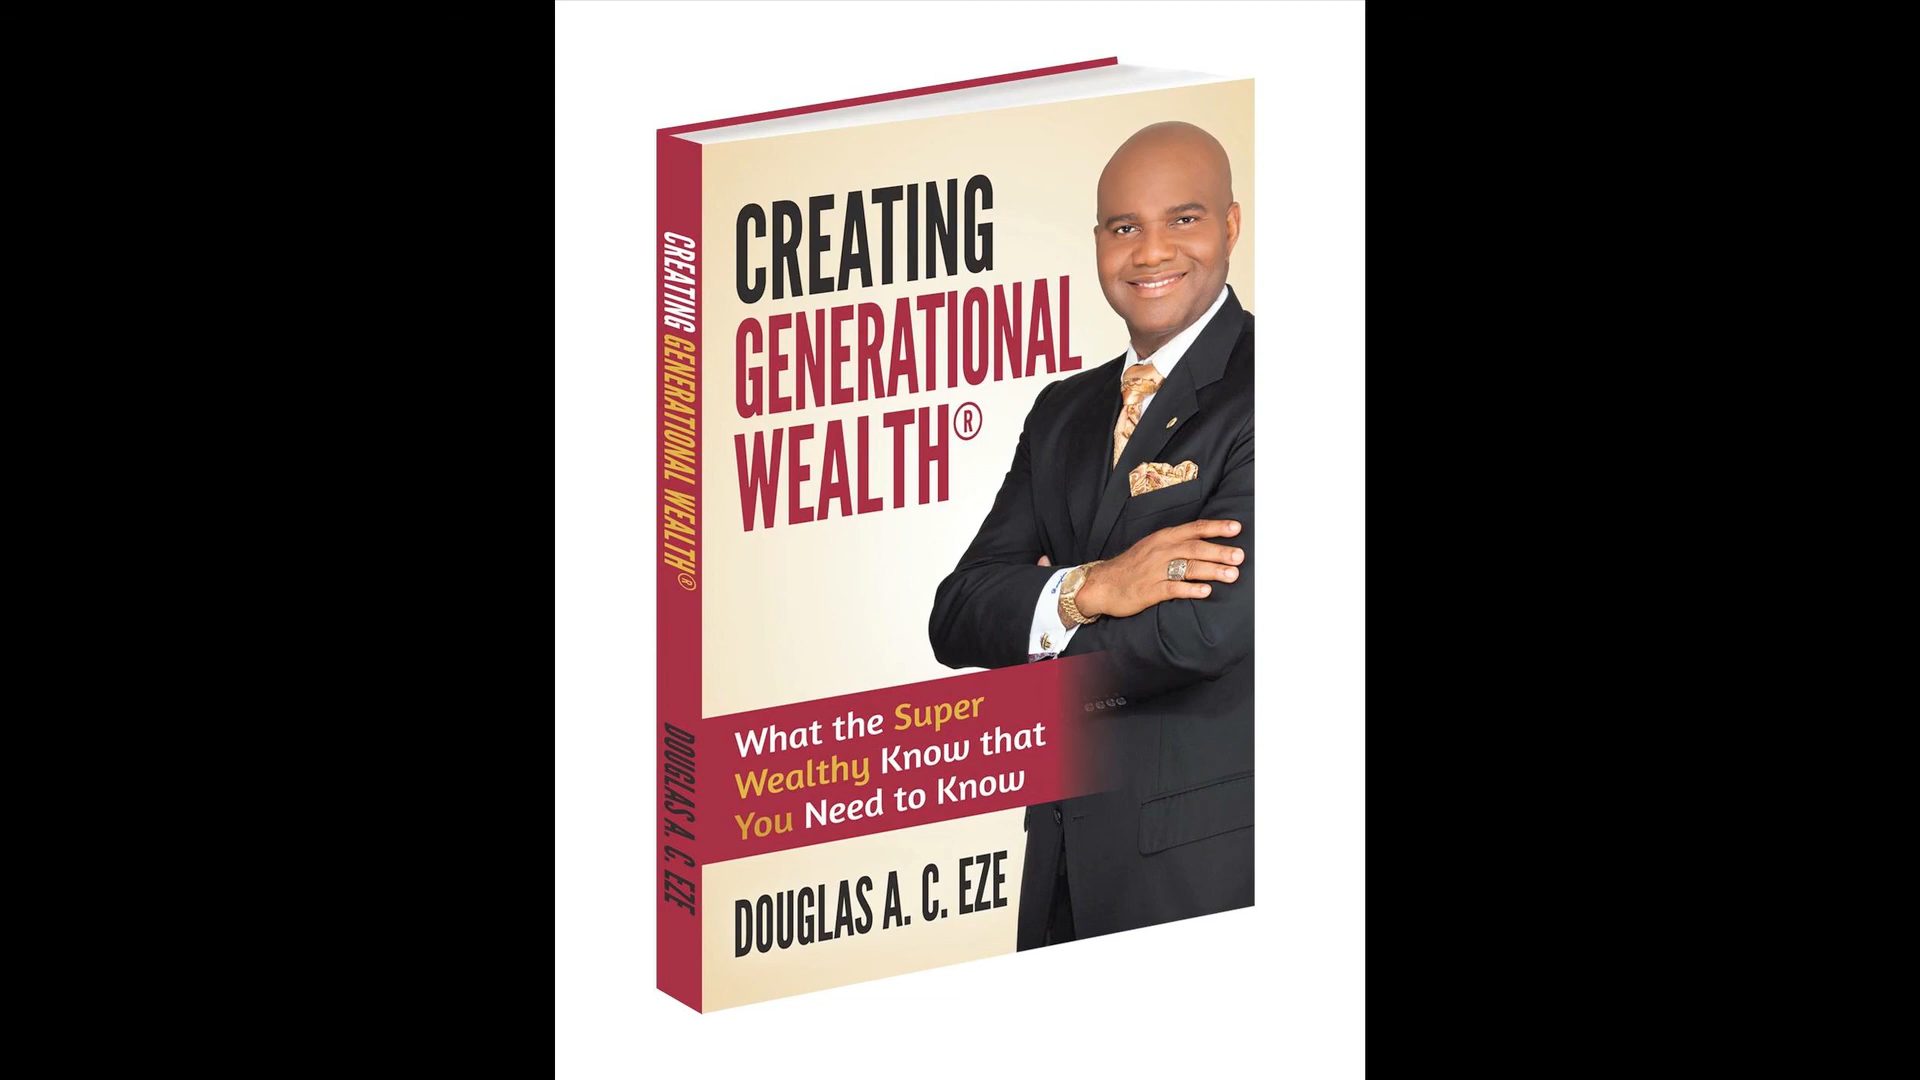 CREATING GENERATIONAL WEALTH®
DOUGLAS A. C. EZE
CREATING
GENERATIONAL
WEALTH®
What the Super
Wealthy Know that
You Need to Know
DOUGLAS A. C. EZE